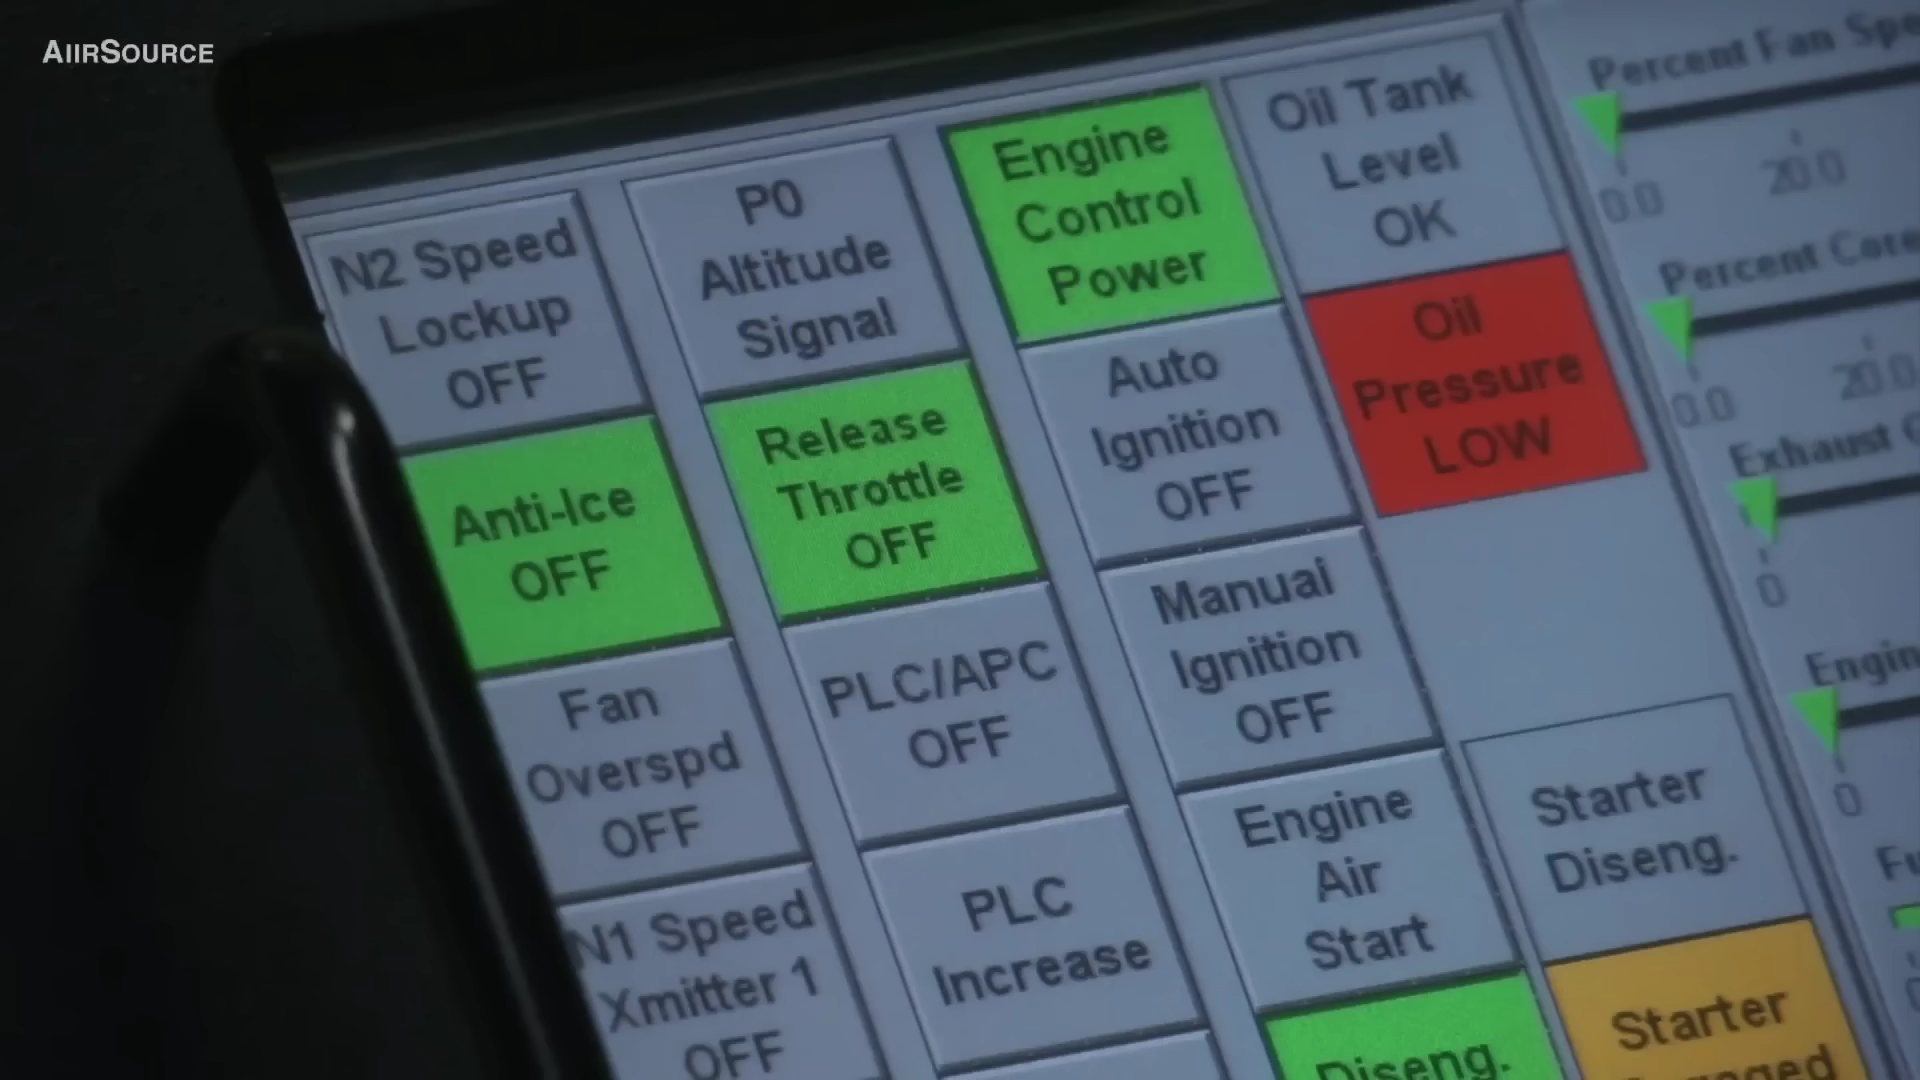 AIIRSOURCE
N2 Speed
Lockup
OFF
Anti-Ice
OFF
Fan
Overspd
OFF
N1 Speed
Xmitter 1
OFF
P0
Altitude
Signal
Release
Throttle
OFF
PLC/APC
OFF
PLC
Increase
Engine
Control
Power
Auto
Ignition
OFF
Manual
Ignition
OFF
Engine
Air
Start
Diseng.
Oil Tank
Level
OK
Oil
Pressure
LOW
Starter
Diseng.
Starter
Percent Fan
0.0 20.0
Percent
0.0 20.0
Exhaust
0
0